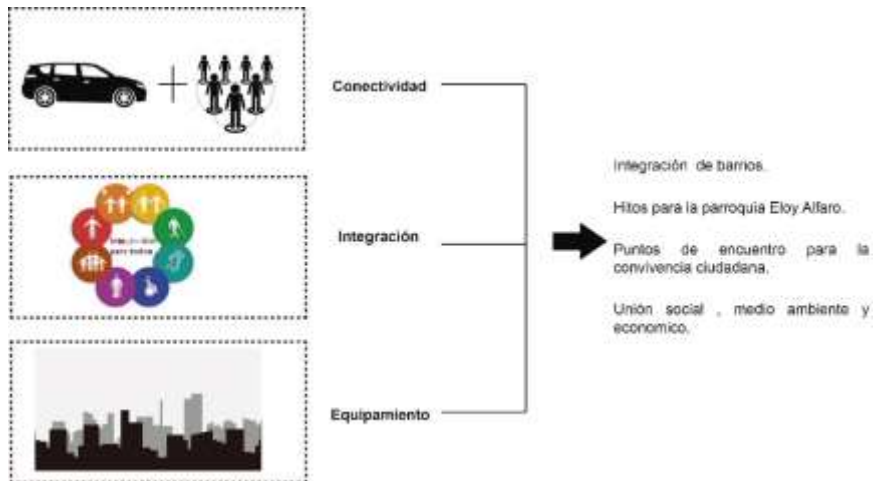 Conectividad
Integración
Equipamiento
Integración de barrios.
Hitos para la parroquia Eloy Alfaro.
Puntos de encuentro para la
convivencia ciudadana.
Unión social , medio ambiente y
economico.